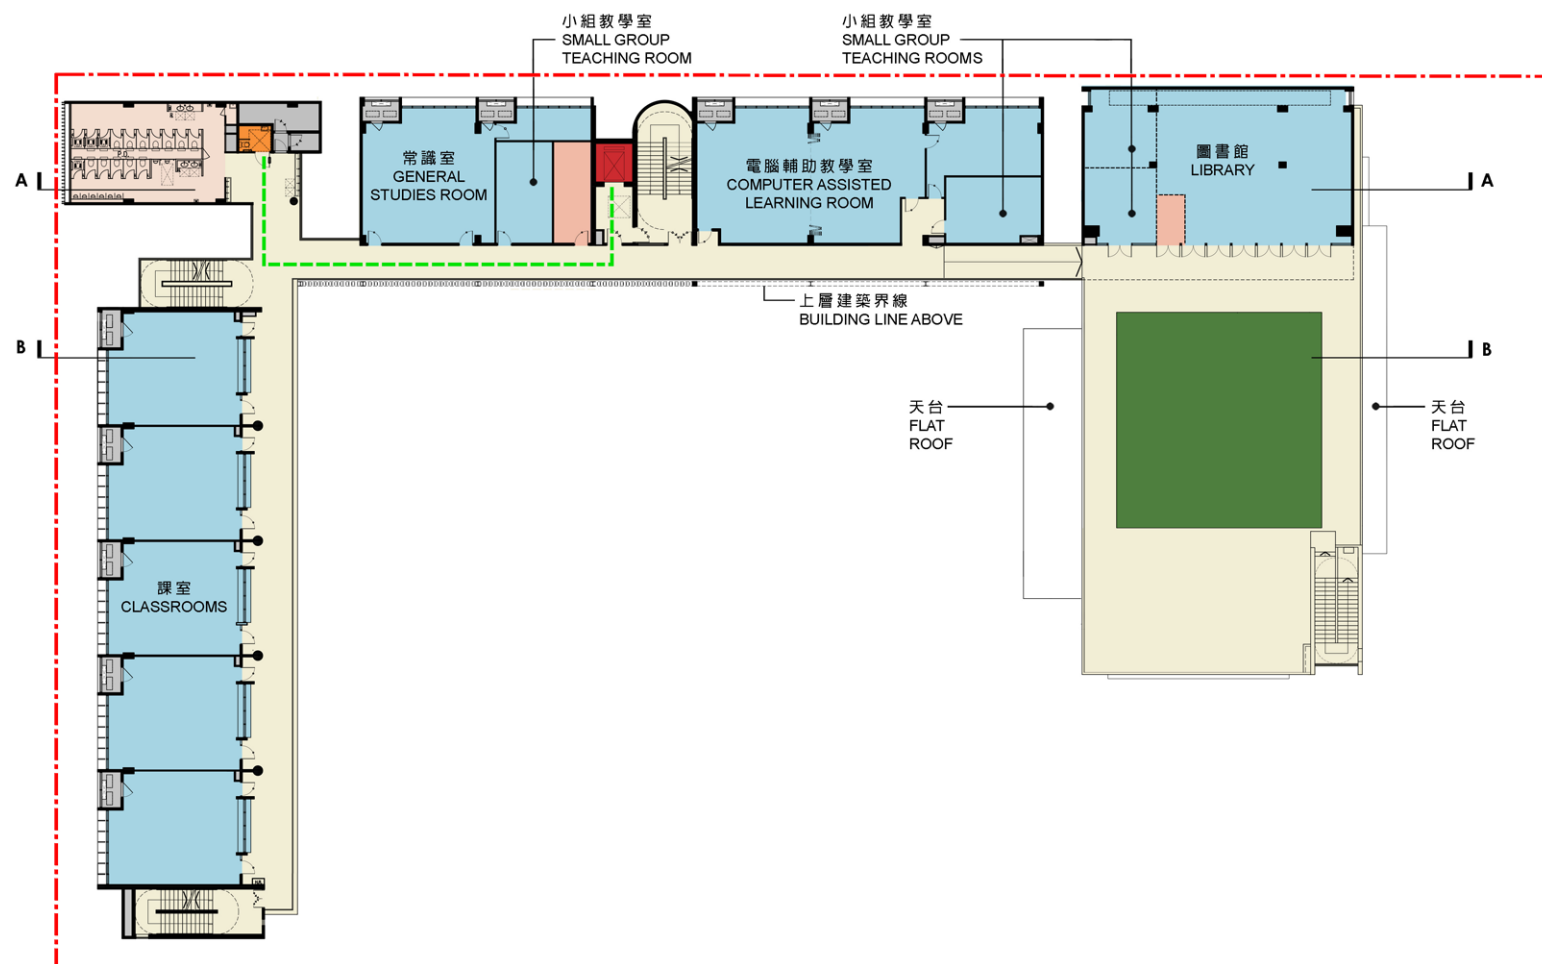 小組教學室
SMALL GROUP
TEACHING ROOM
小組教學室
SMALL GROUP
TEACHING ROOMS
A
常識室
GENERAL
STUDIES ROOM
電腦輔助教學室
COMPUTER ASSISTED
LEARNING ROOM
圖書館
LIBRARY
A
上層建築界線
BUILDING LINE ABOVE
B
B
天台
FLAT
ROOF
天台
FLAT
ROOF
課室
CLASSROOMS